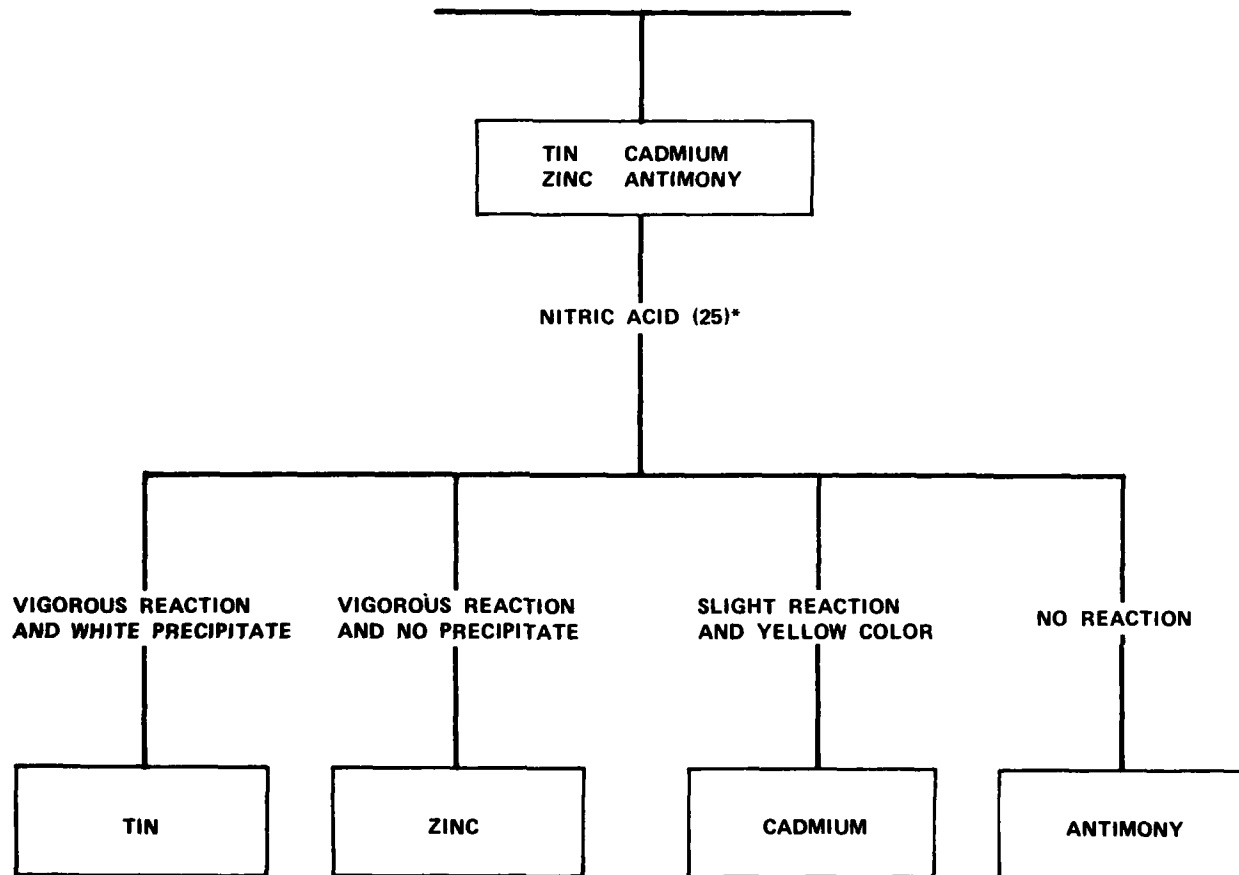 TIN CADMIUM
ZINC ANTIMONY
NITRIC ACID (25)*
VIGOROUS REACTION
AND WHITE PRECIPITATE
VIGOROUS REACTION
AND NO PRECIPITATE
SLIGHT REACTION
AND YELLOW COLOR
NO REACTION
TIN
ZINC
CADMIUM
ANTIMONY